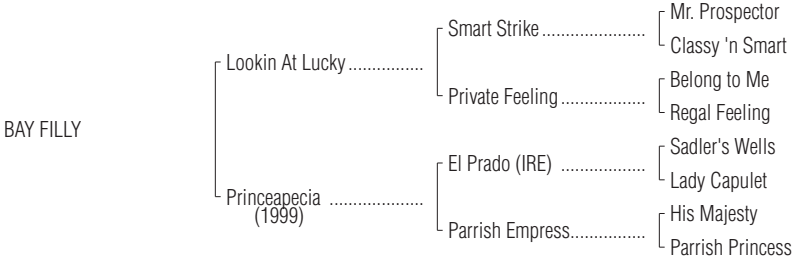 BAY FILLY
Lookin At Lucky................
Princeapecia ....................
(1999)
Smart Strike......................
Private Feeling..................
El Prado (IRE) ..................
Parrish Empress................
Mr. Prospector
Classy 'n Smart
Belong to Me
Regal Feeling
Sadler's Wells
Lady Capulet
His Majesty
Parrish Princess